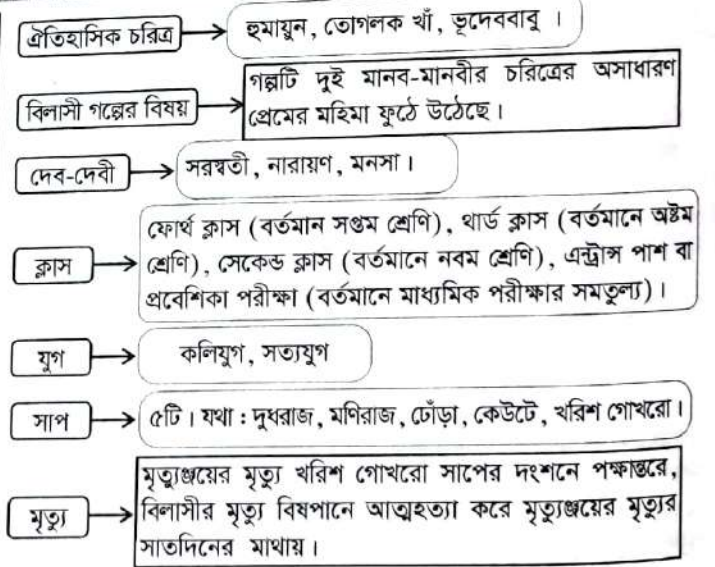 ঐতিহাসিক চরিত্র
হুমায়ুন, তোগলক খাঁ, ভূদেববাবু ।
বিলাসী গল্পের বিষয়
গল্পটি দুই মানব-মানবীর চরিত্রের অসাধারণ
প্রেমের মহিমা ফুঠে উঠেছে।
দেব-দেবী
সরস্বতী, নারায়ণ, মনসা।
ক্লাস
ফোর্থ ক্লাস (বর্তমান সপ্তম শ্রেণি), থার্ড ক্লাস (বর্তমানে অষ্টম
শ্রেণি), সেকেন্ড ক্লাস (বর্তমানে নবম শ্রেণি), এন্ট্রান্স পাশ বা
প্রবেশিকা পরীক্ষা (বর্তমানে মাধ্যমিক পরীক্ষার সমতুল্য)।
যুগ
কলিযুগ, সত্যযুগ
সাপ
৫টি। যথা : দুধরাজ, মণিরাজ, ঢোঁড়া, কেউটে, খরিশ গোখরো।
মৃত্যু
মৃত্যুঞ্জয়ের মৃত্যু খরিশ গোখরো সাপের দংশনে পক্ষান্তরে,
বিলাসীর মৃত্যু বিষপানে আত্মহত্যা করে মৃত্যুঞ্জয়ের মৃত্যুর
সাতদিনের মাথায়।